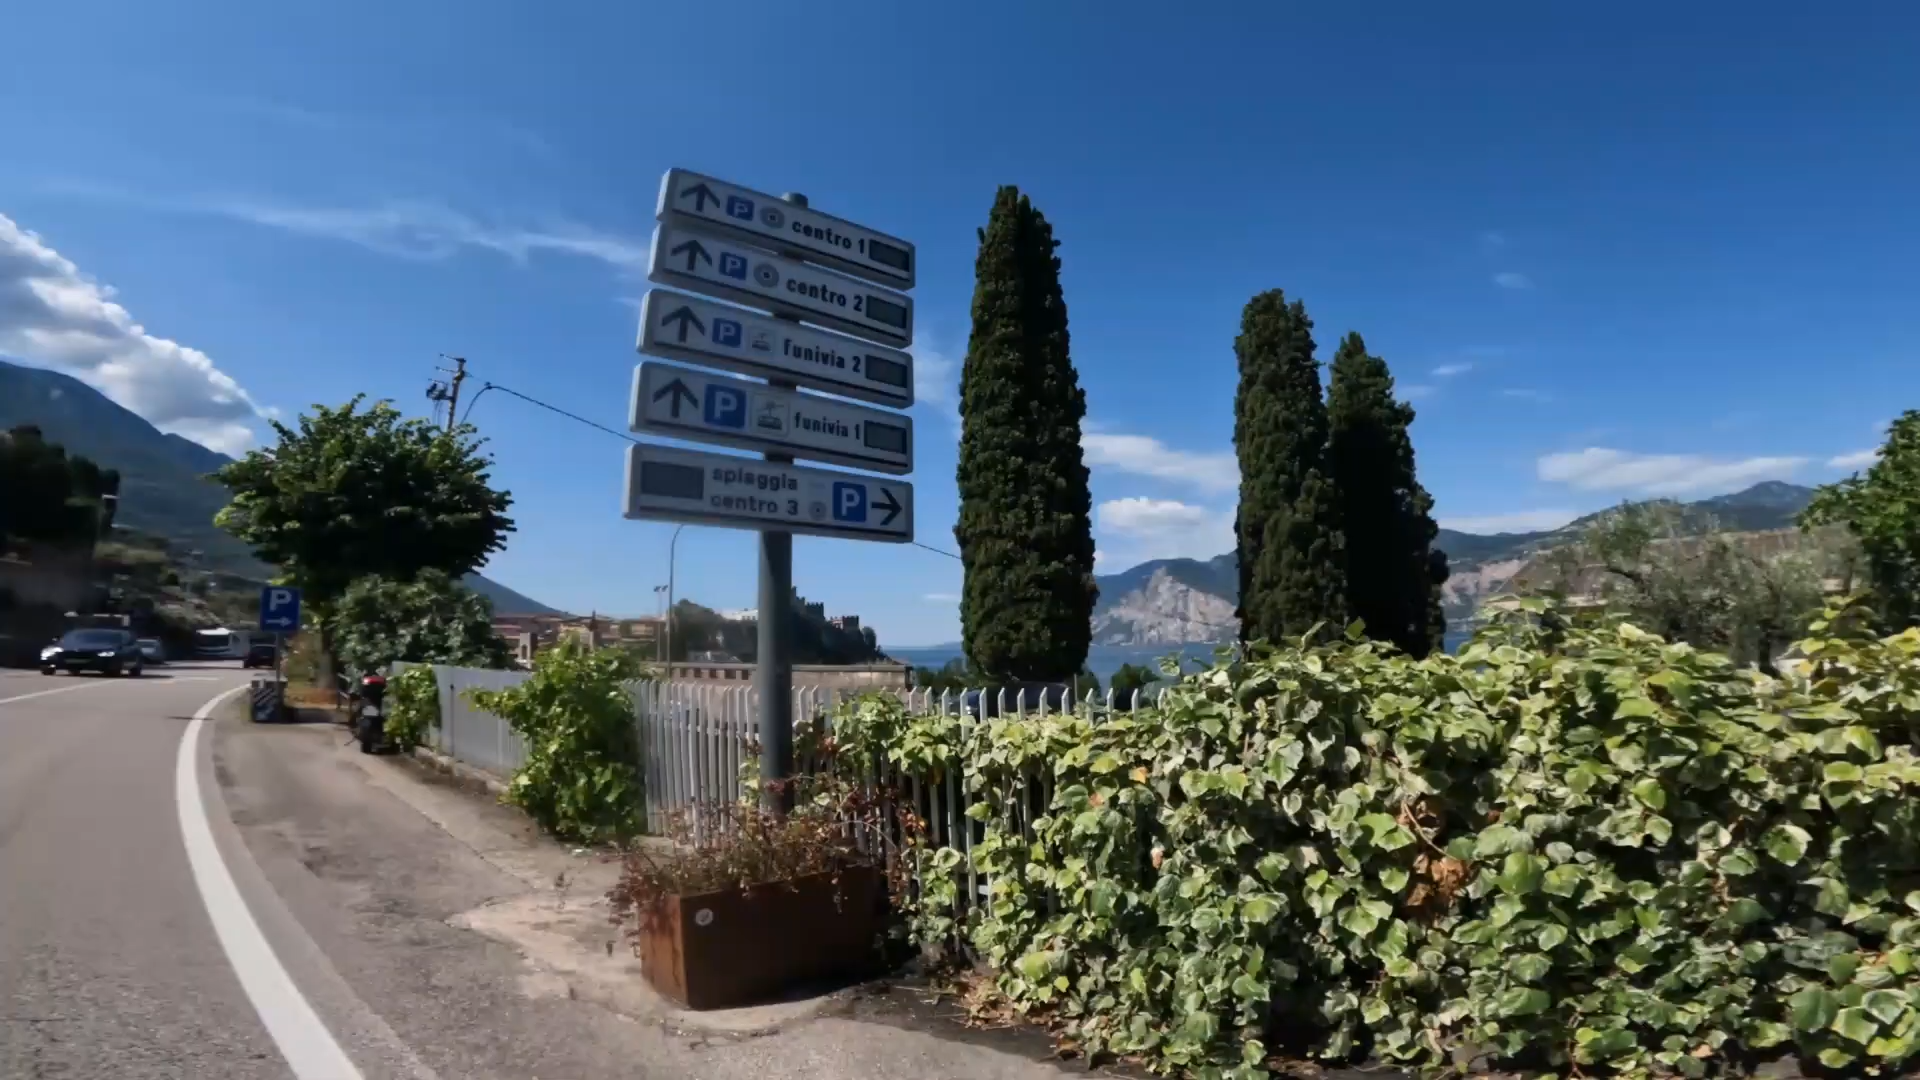 P centro 1
P centro 2
P funivia 2
P funivia 1
spiaggia
centro 3 P
P